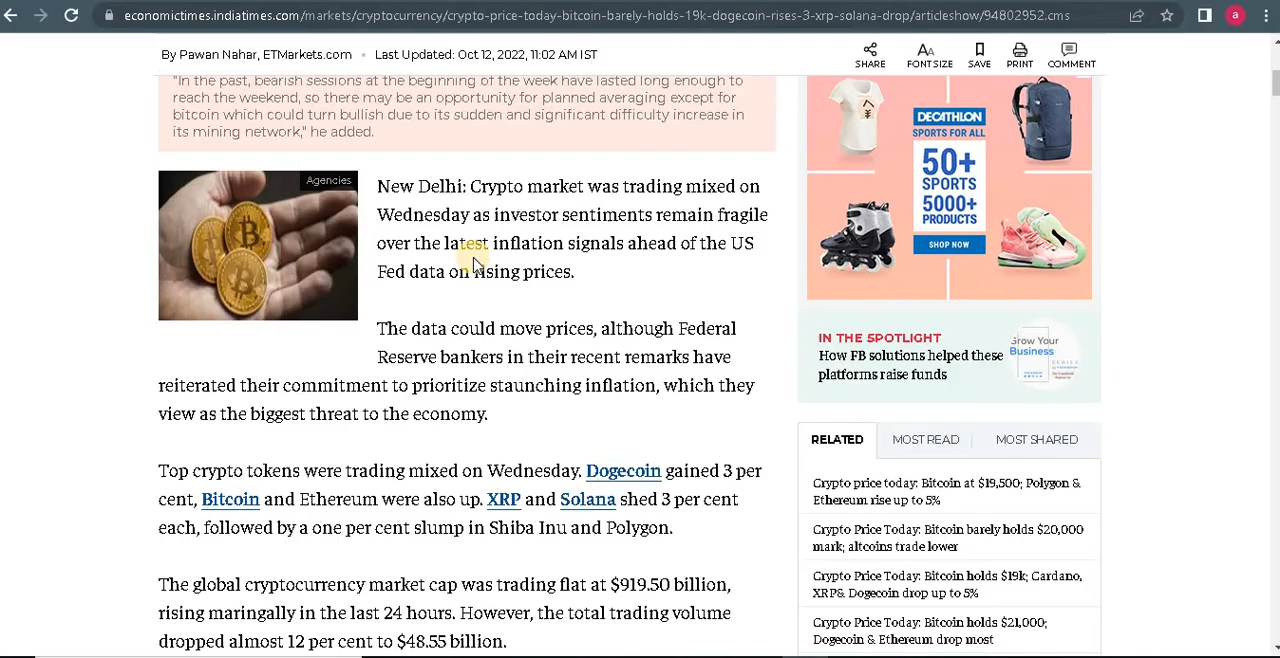 economictimes.indiatimes.com/markets/cryptocurrency/crypto-price-today-bitcoin-barely-holds-19k-dogecoin-rises-3-xrp-solana-drop/articleshow/94802952.cms
a
By Pawan Nahar, ETMarkets.com • Last Updated: Oct 12, 2022, 11:02 AM IST
SHARE FONT SIZE SAVE PRINT COMMENT
"In the past, bearish sessions at the beginning of the week have lasted long enough to
reach the weekend, so there may be an opportunity for planned averaging except for
bitcoin which could turn bullish due to its sudden and significant difficulty increase in
its mining network," he added.
Agencies
New Delhi: Crypto market was trading mixed on
Wednesday as investor sentiments remain fragile
over the latest inflation signals ahead of the US
Fed data on rising prices.
The data could move prices, although Federal
Reserve bankers in their recent remarks have
reiterated their commitment to prioritize staunching inflation, which they
view as the biggest threat to the economy.
Top crypto tokens were trading mixed on Wednesday. Dogecoin gained 3 per
cent, Bitcoin and Ethereum were also up. XRP and Solana shed 3 per cent
each, followed by a one per cent slump in Shiba Inu and Polygon.
The global cryptocurrency market cap was trading flat at $919.50 billion,
rising maringally in the last 24 hours. However, the total trading volume
dropped almost 12 per cent to $48.55 billion.
DECATHLON
SPORTS FOR ALL
50+
SPORTS
5000+
PRODUCTS
SHOP NOW
IN THE SPOTLIGHT
How FB solutions helped these
platforms raise funds
Grow Your
Business
SERIES
RELATED MOST READ MOST SHARED
Crypto price today: Bitcoin at $19,500; Polygon &
Ethereum rise up to 5%
Crypto Price Today: Bitcoin barely holds $20,000
mark; altcoins trade lower
Crypto Price Today: Bitcoin holds $19k; Cardano,
XRP& Dogecoin drop up to 5%
Crypto Price Today: Bitcoin holds $21,000;
Dogecoin & Ethereum drop most